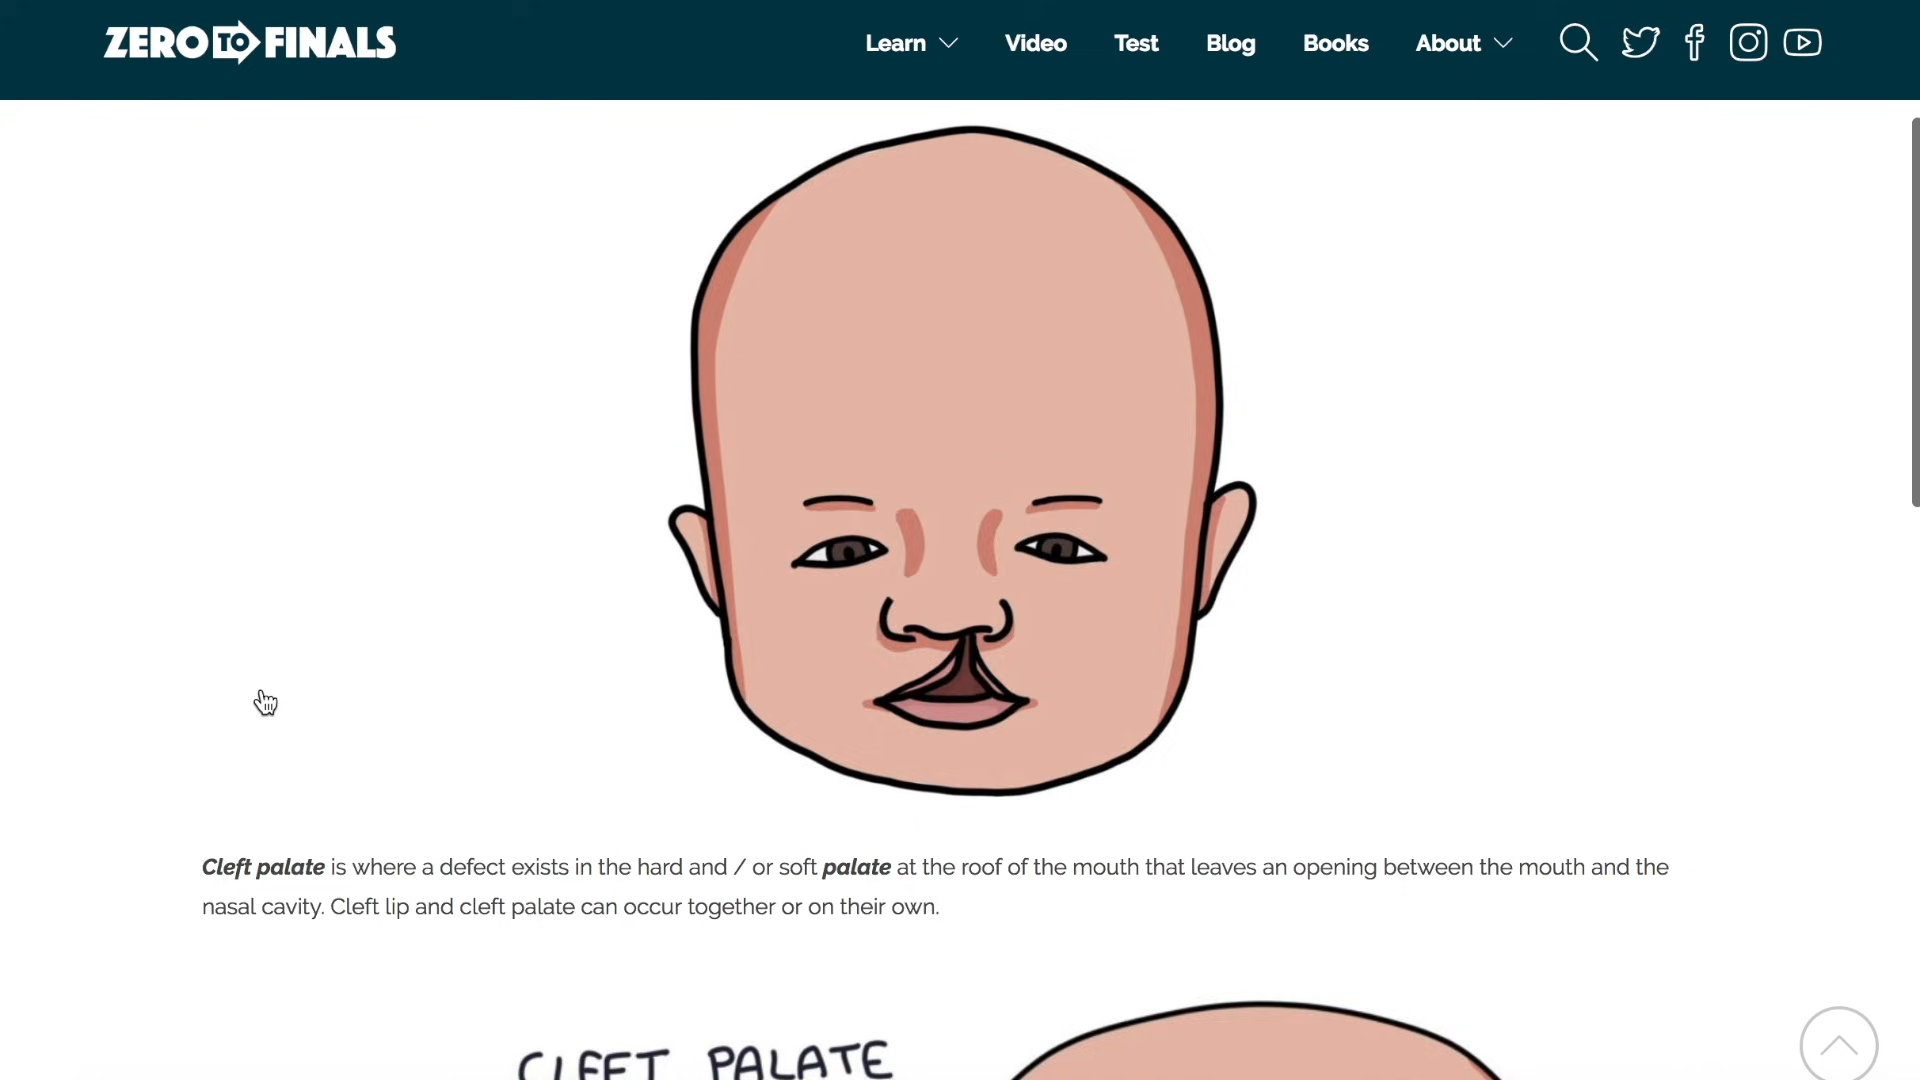 ZERO TO FINALS
Learn Video Test Blog Books About
Cleft palate is where a defect exists in the hard and / or soft palate at the roof of the mouth that leaves an opening between the mouth and the
nasal cavity. Cleft lip and cleft palate can occur together or on their own.
CLEFT PALATE